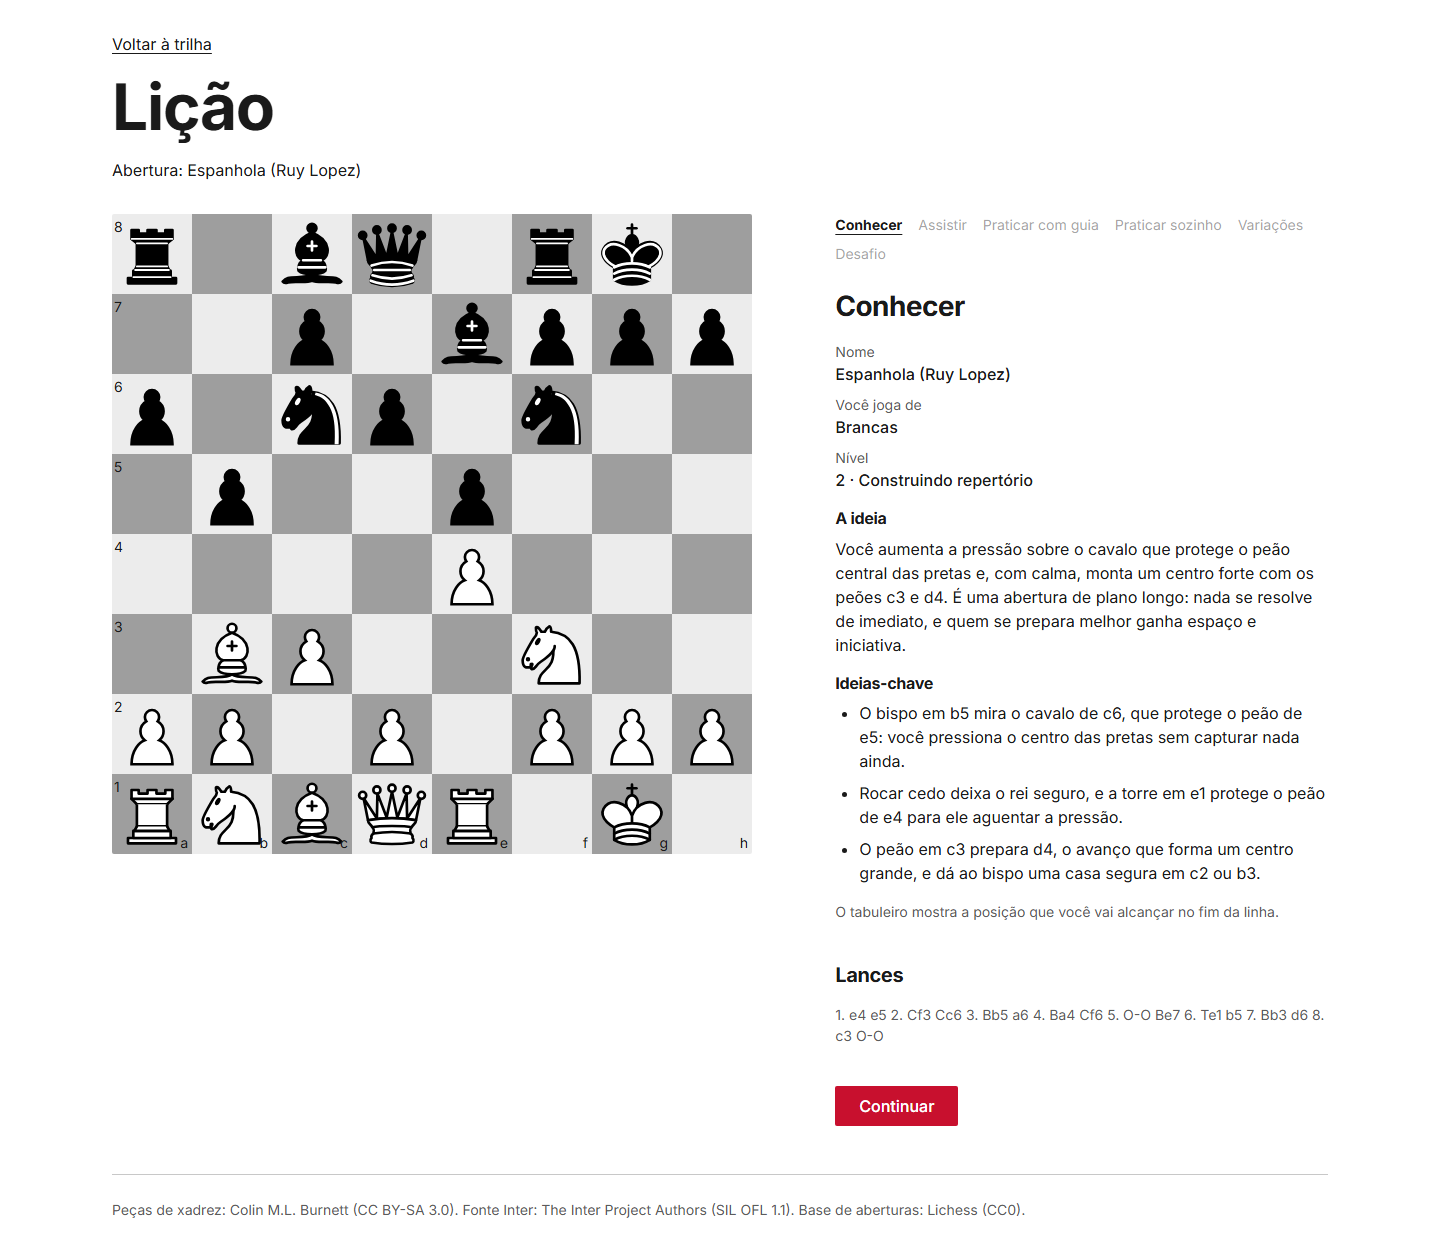 Voltar à trilha
Lição
Abertura: Espanhola (Ruy Lopez)
8
7
6
5
4
3
2
1
a b c d e f g h
Conhecer Assistir Praticar com guia Praticar sozinho Variações
Desafio
Conhecer
Nome
Espanhola (Ruy Lopez)
Você joga de
Brancas
Nível
2 · Construindo repertório
A ideia
Você aumenta a pressão sobre o cavalo que protege o peão
central das pretas e, com calma, monta um centro forte com os
peões c3 e d4. É uma abertura de plano longo: nada se resolve
de imediato, e quem se prepara melhor ganha espaço e
iniciativa.
Ideias-chave
• O bispo em b5 mira o cavalo de c6, que protege o peão de
e5: você pressiona o centro das pretas sem capturar nada
ainda.
• Rocar cedo deixa o rei seguro, e a torre em e1 protege o peão
de e4 para ele aguentar a pressão.
• O peão em c3 prepara d4, o avanço que forma um centro
grande, e dá ao bispo uma casa segura em c2 ou b3.
O tabuleiro mostra a posição que você vai alcançar no fim da linha.
Lances
1. e4 e5 2. Cf3 Cc6 3. Bb5 a6 4. Ba4 Cf6 5. O-O Be7 6. Te1 b5 7. Bb3 d6 8.
c3 O-O
Continuar
Peças de xadrez: Colin M.L. Burnett (CC BY-SA 3.0). Fonte Inter: The Inter Project Authors (SIL OFL 1.1). Base de aberturas: Lichess (CC0).